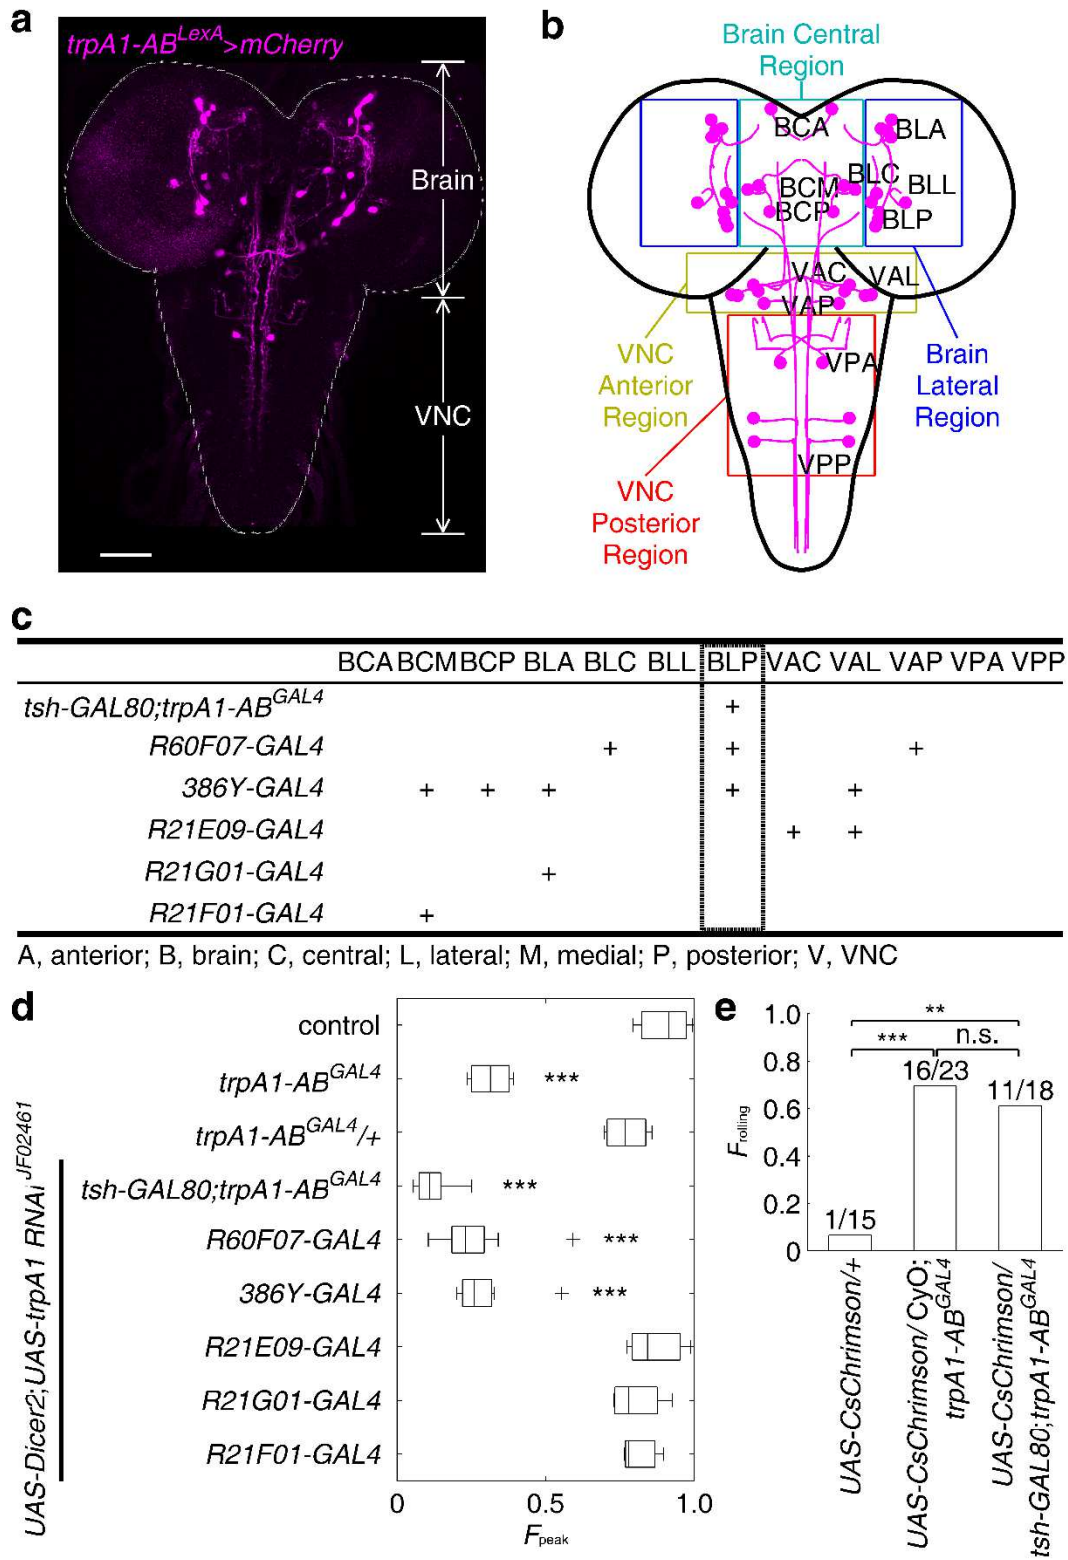 a
trpA1-AB^LexA>mCherry
Brain
VNC
b
Brain Central
Region
BCA
BLA
BLC
BCM
BLL
BCP
BLP
VAC
VAL
VAP
VPA
VPP
VNC
Anterior
Region
Brain
Lateral
Region
VNC
Posterior
Region
c
BCA BCM BCP BLA BLC BLL BLP VAC VAL VAP VPA VPP
tsh-GAL80;trpA1-AB^GAL4 +
R60F07-GAL4 + + +
386Y-GAL4 + + + + +
R21E09-GAL4 + +
R21G01-GAL4 +
R21F01-GAL4 +
A, anterior; B, brain; C, central; L, lateral; M, medial; P, posterior; V, VNC
d
control
trpA1-AB^GAL4 ***
trpA1-AB^GAL4/+
tsh-GAL80;trpA1-AB^GAL4 ***
R60F07-GAL4 ***
386Y-GAL4 ***
R21E09-GAL4
R21G01-GAL4
R21F01-GAL4
UAS-Dicer2;UAS-trpA1 RNAi^JF02461
0 0.5 1.0
F_peak
e
1.0
0.8
0.6
0.4
0.2
0
F_rolling
**
*** n.s.
1/15
16/23
11/18
UAS-CsChrimson/+
UAS-CsChrimson/ CyO;
trpA1-AB^GAL4
UAS-CsChrimson/
tsh-GAL80;trpA1-AB^GAL4